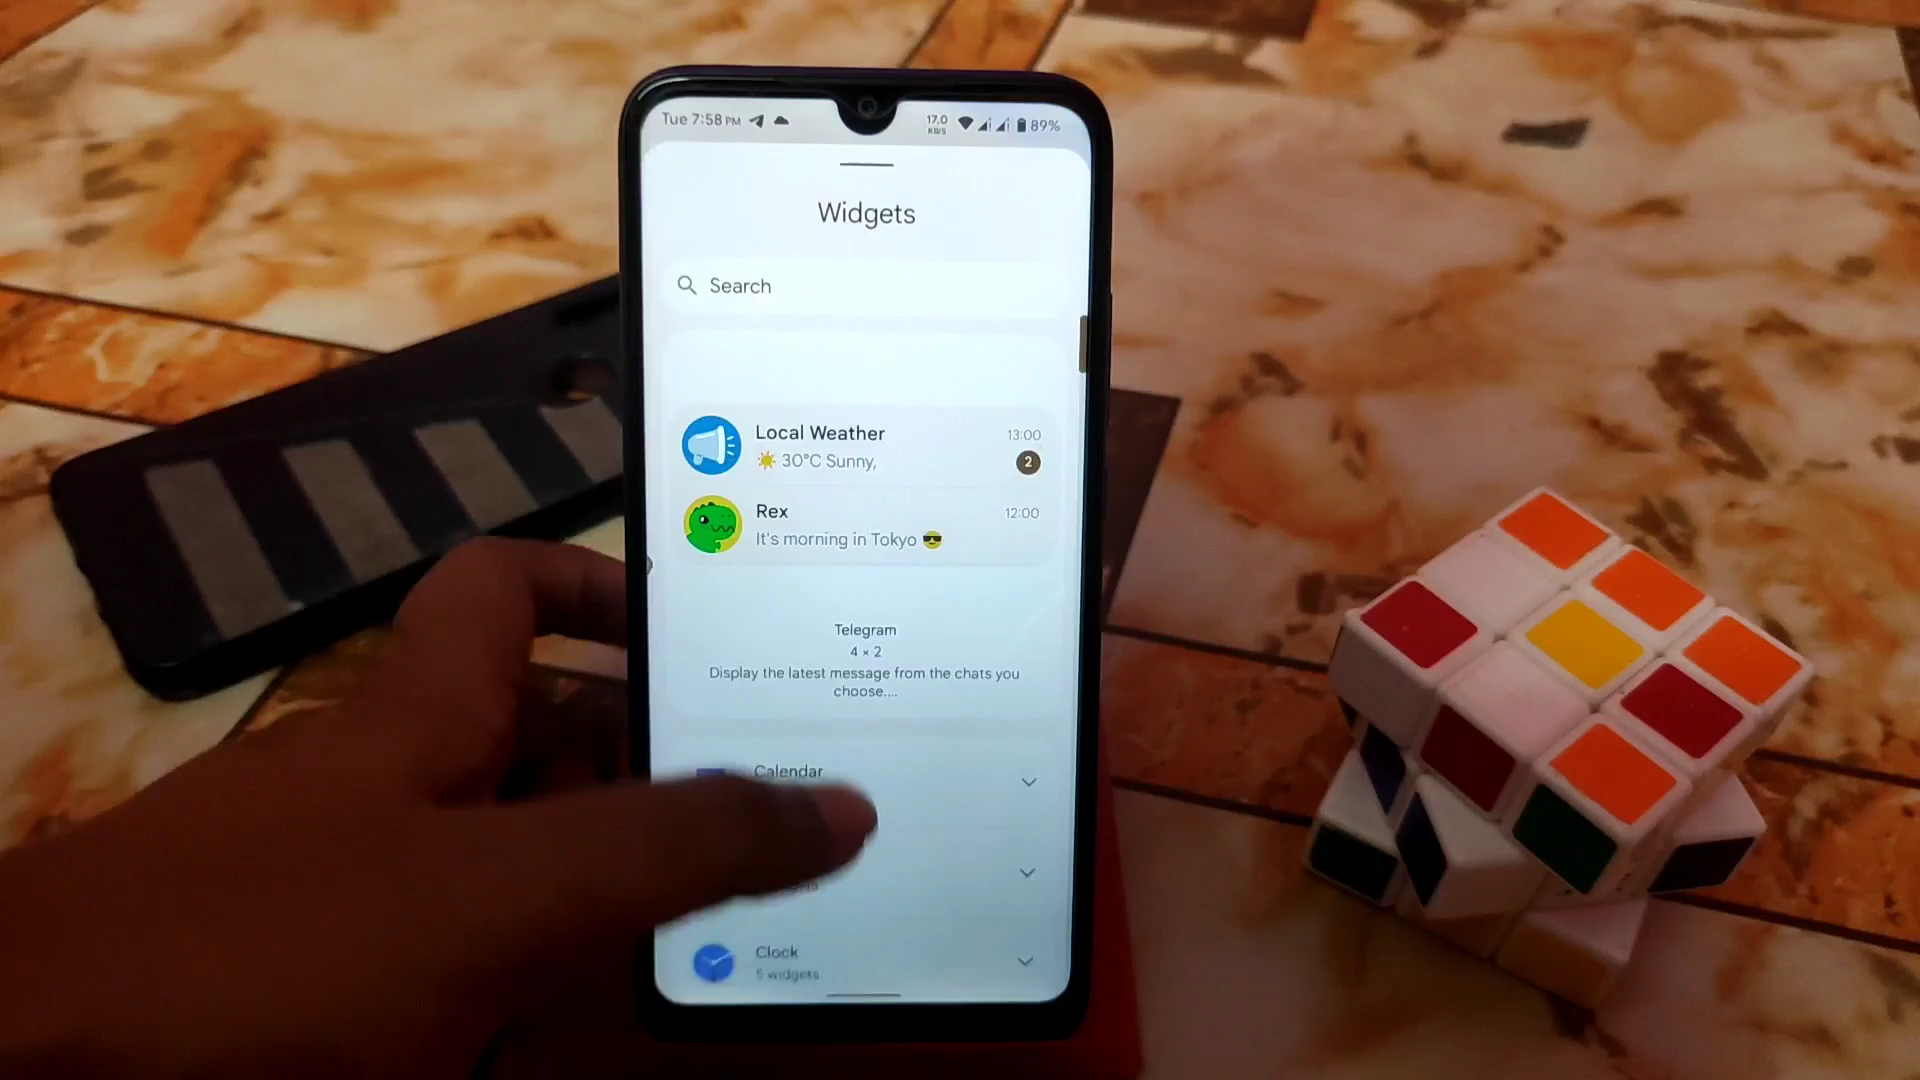 Tue 7:58 PM
17.0
KB/S
89%
Widgets
Search
Local Weather
13:00
☀️ 30°C Sunny,
2
Rex
12:00
It's morning in Tokyo 😎
Telegram
4 × 2
Display the latest message from the chats you
choose....
Calendar
Clock
5 widgets